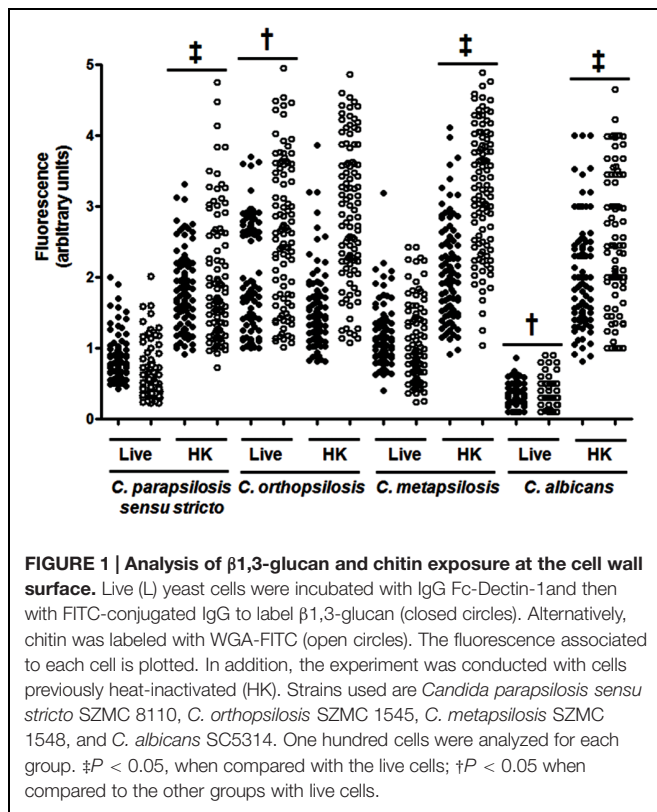 ‡ † ‡ ‡
†
5
4
3
2
1
0
Fluorescence
(arbitrary units)
Live HK Live HK Live HK Live HK
C. parapsilosis sensu stricto C. orthopsilosis C. metapsilosis C. albicans
FIGURE 1 | Analysis of β1,3-glucan and chitin exposure at the cell wall
surface. Live (L) yeast cells were incubated with IgG Fc-Dectin-1and then
with FITC-conjugated IgG to label β1,3-glucan (closed circles). Alternatively,
chitin was labeled with WGA-FITC (open circles). The fluorescence associated
to each cell is plotted. In addition, the experiment was conducted with cells
previously heat-inactivated (HK). Strains used are Candida parapsilosis sensu
stricto SZMC 8110, C. orthopsilosis SZMC 1545, C. metapsilosis SZMC
1548, and C. albicans SC5314. One hundred cells were analyzed for each
group. ‡P < 0.05, when compared with the live cells; †P < 0.05 when
compared to the other groups with live cells.